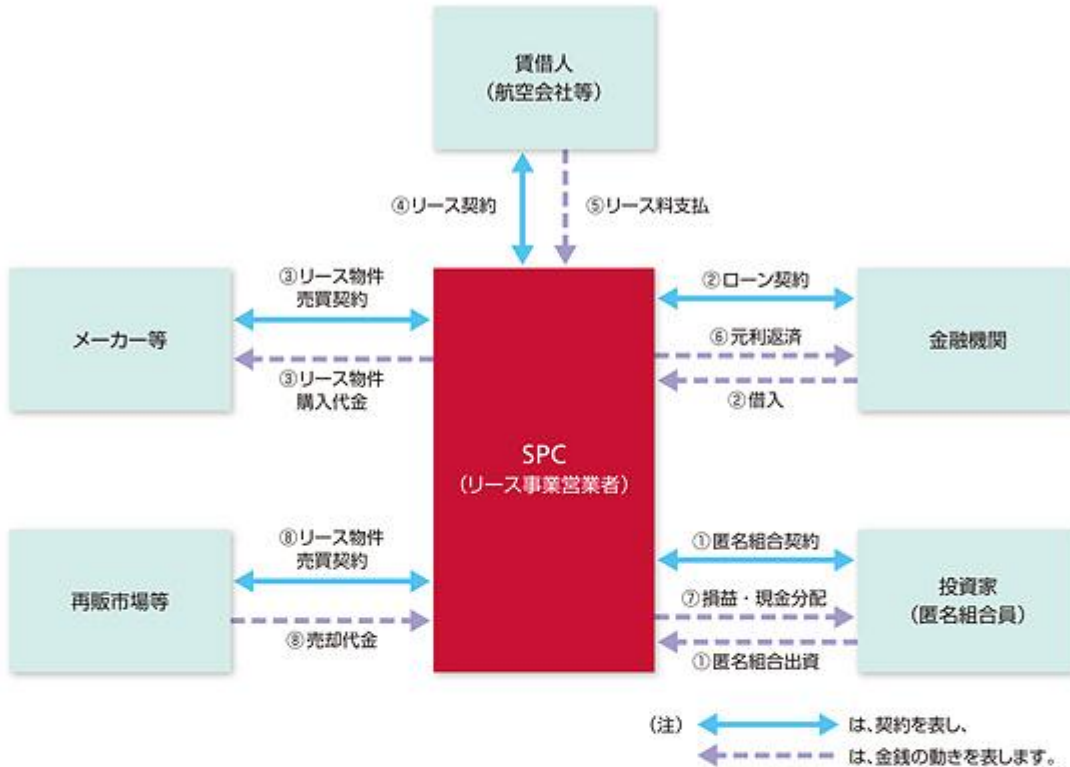 賃借人
（航空会社等）
④リース契約
⑤リース料支払
③リース物件
売買契約
②ローン契約
メーカー等
⑥元利返済
金融機関
③リース物件
購入代金
②借入
SPC
（リース事業営業者）
⑧リース物件
売買契約
①匿名組合契約
再販市場等
⑦損益・現金分配
投資家
（匿名組合員）
⑧売却代金
①匿名組合出資
（注）
は、契約を表し、
は、金銭の動きを表します。